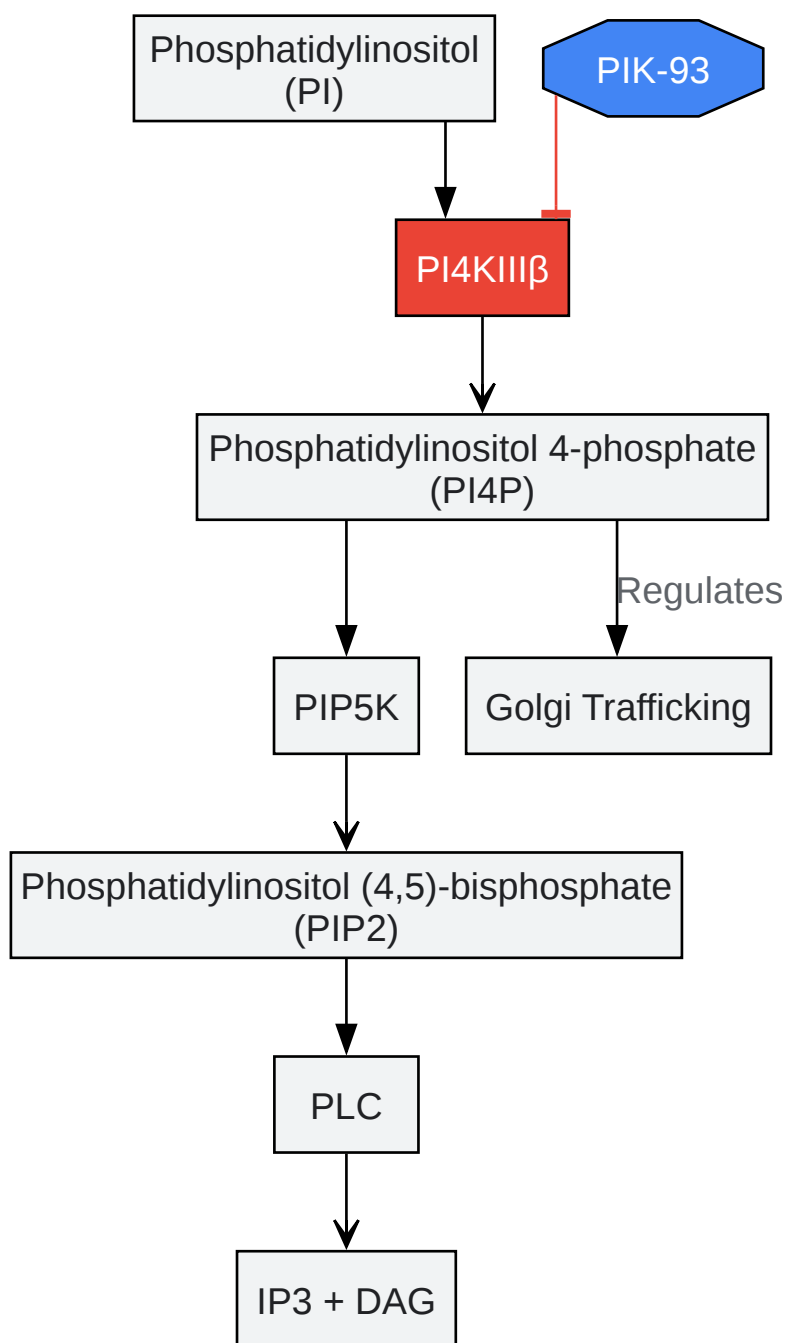 Phosphatidylinositol
(PI)
PIK-93
PI4KIIIβ
Phosphatidylinositol 4-phosphate
(PI4P)
Regulates
PIP5K
Golgi Trafficking
Phosphatidylinositol (4,5)-bisphosphate
(PIP2)
PLC
IP3 + DAG